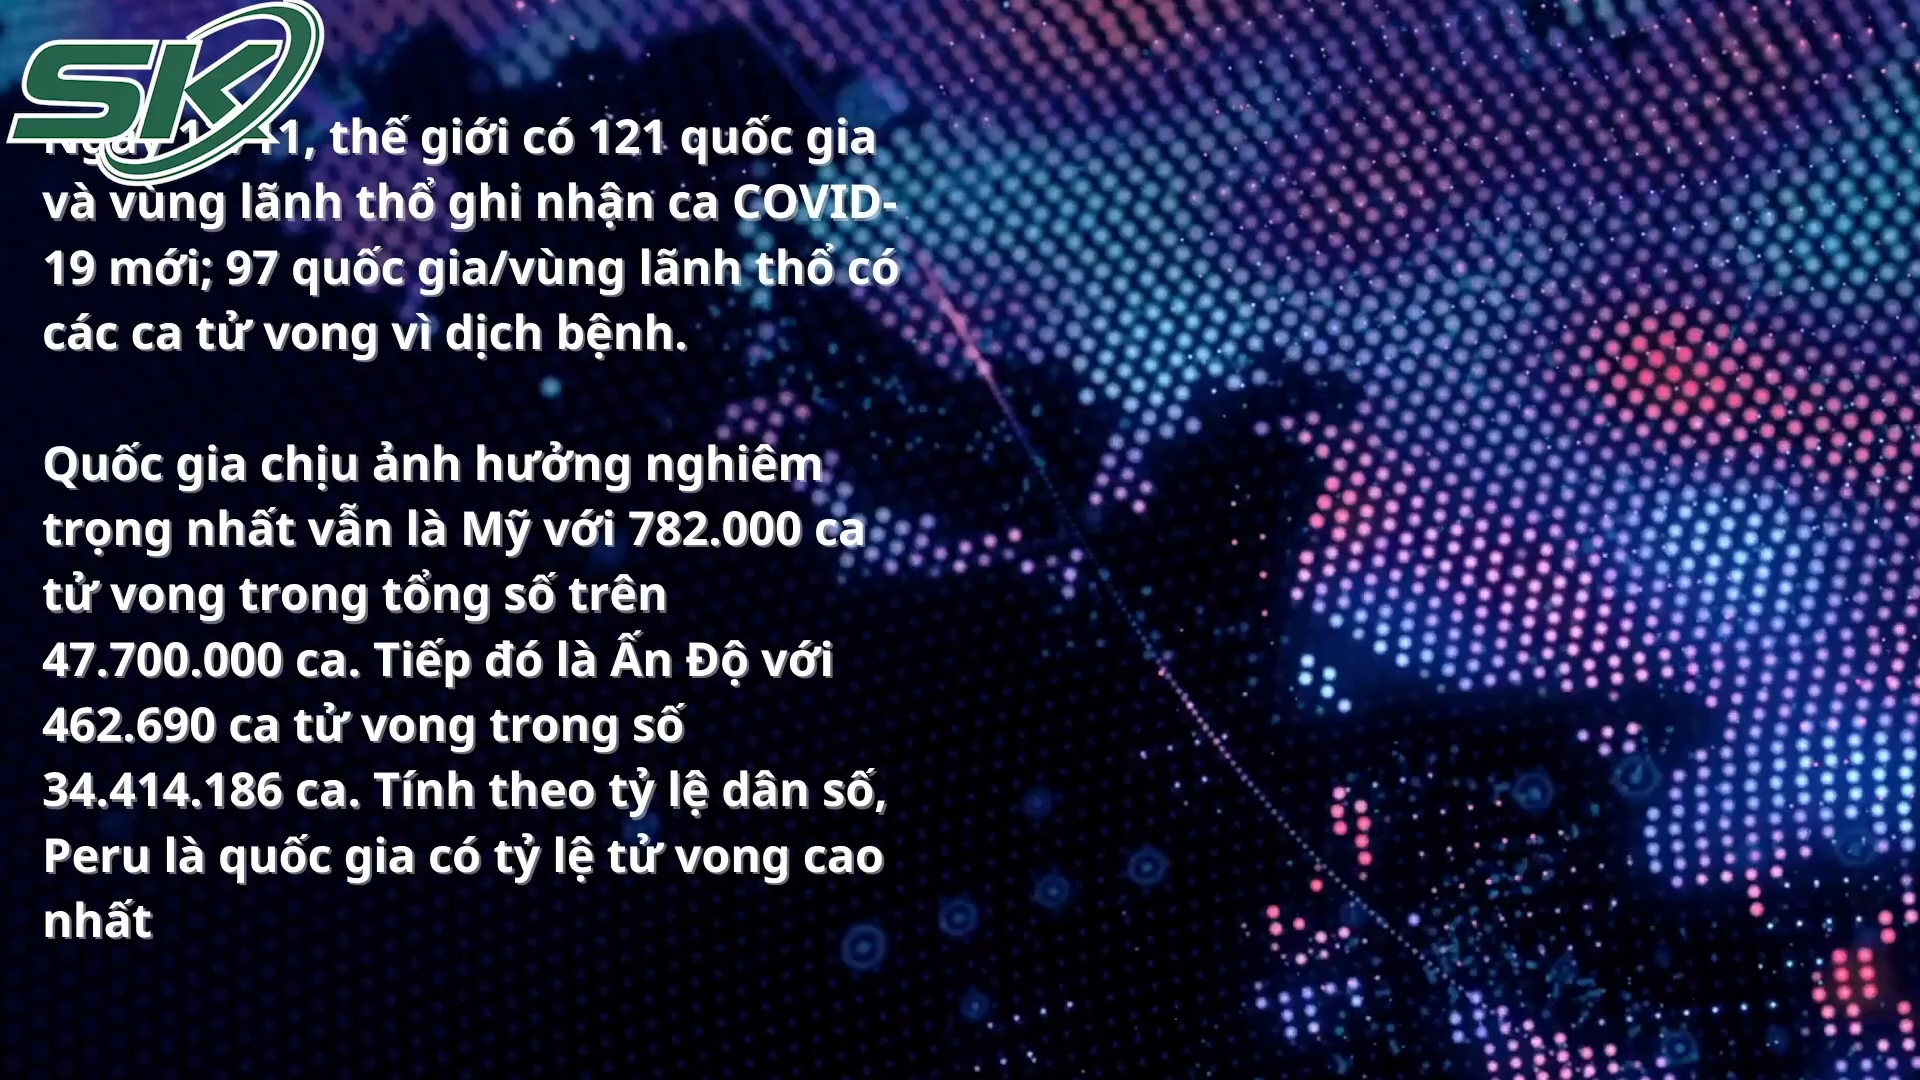 SK
thế giới có 121 quốc gia
và vùng lãnh thổ ghi nhận ca COVID-
19 mới; 97 quốc gia/vùng lãnh thổ có
các ca tử vong vì dịch bệnh.
Quốc gia chịu ảnh hưởng nghiêm
trọng nhất vẫn là Mỹ với 782.000 ca
tử vong trong tổng số trên
47.700.000 ca. Tiếp đó là Ấn Độ với
462.690 ca tử vong trong số
34.414.186 ca. Tính theo tỷ lệ dân số,
Peru là quốc gia có tỷ lệ tử vong cao
nhất